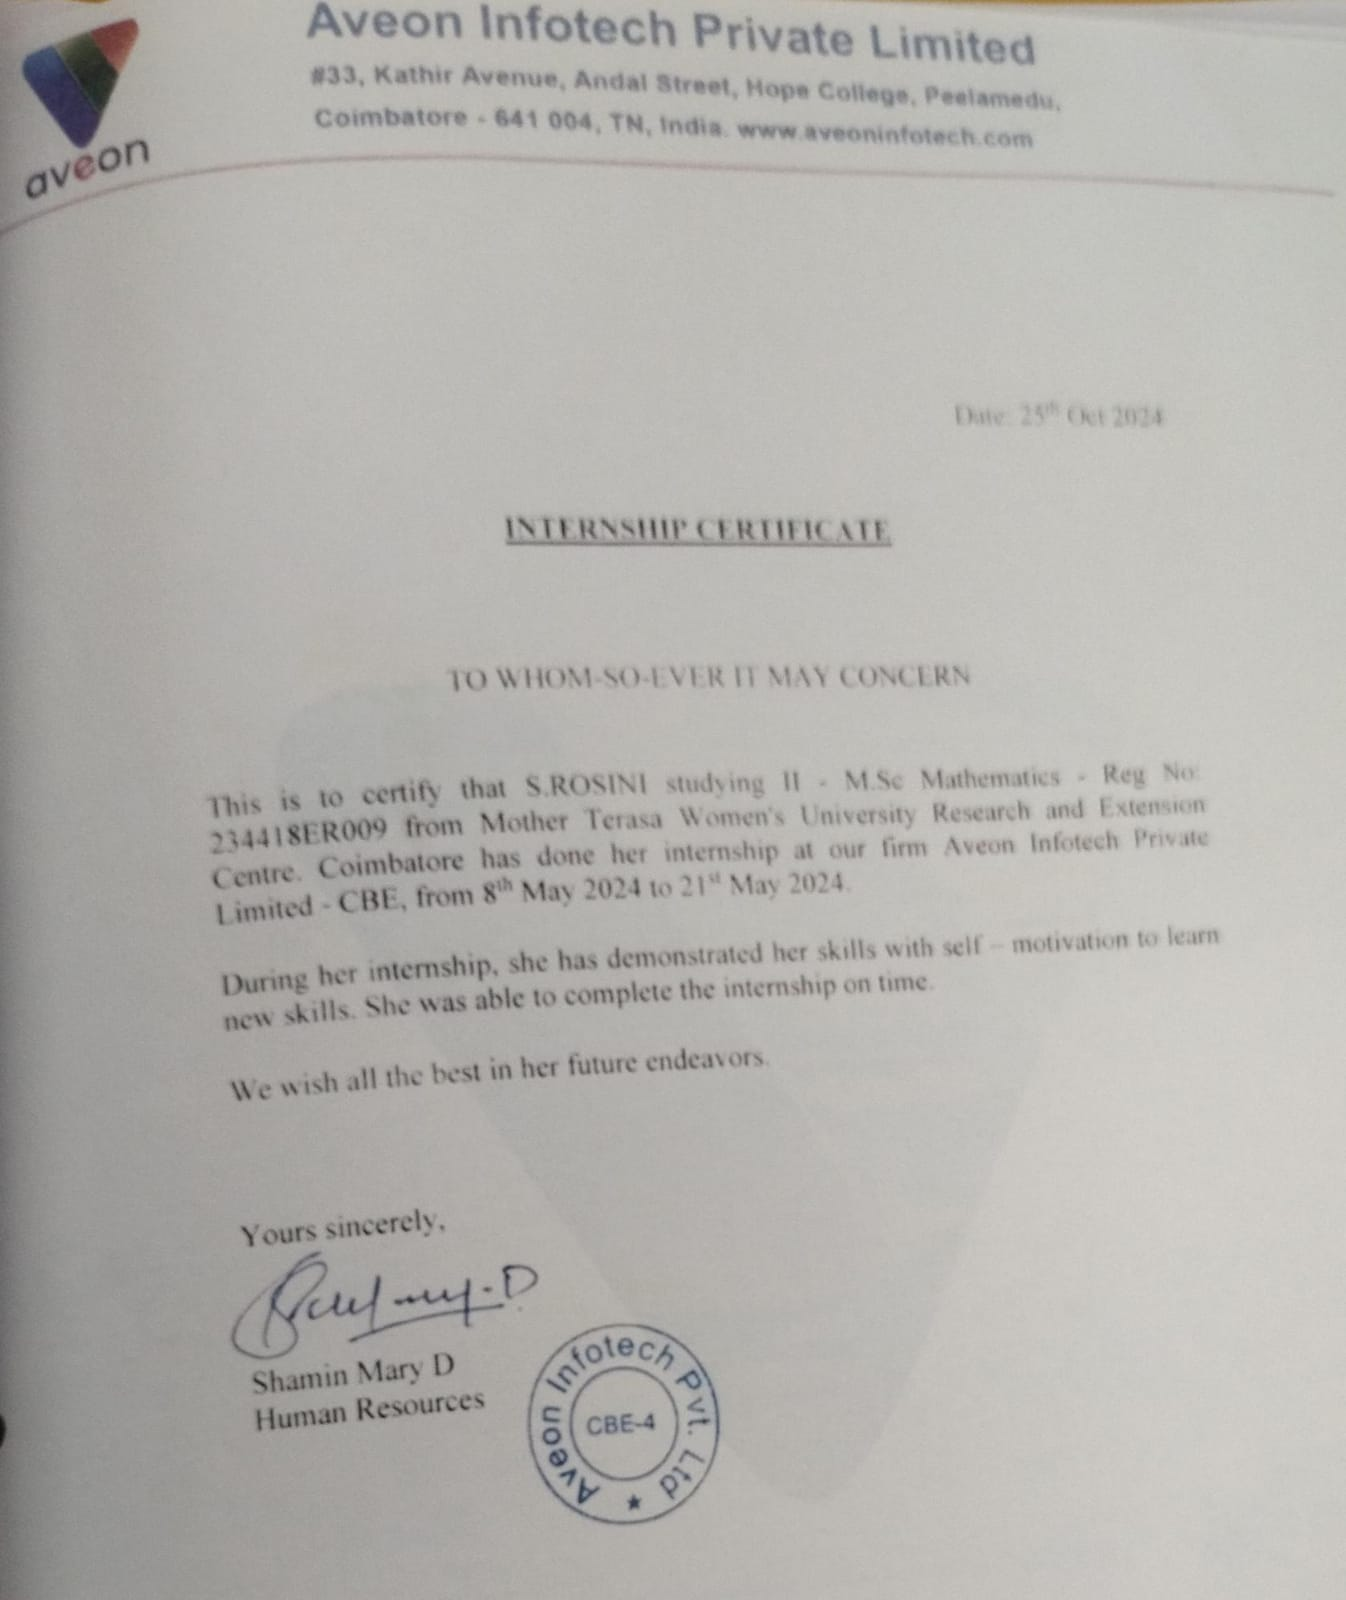 Aveon Infotech Private Limited
#33, Kathir Avenue, Andal Street, Hope College, Peelamedu,
Coimbatore - 641 004, TN, India. www.aveoninfotech.com
aveon
Date: 25th Oct 2024
INTERNSHIP CERTIFICATE
TO WHOM-SO-EVER IT MAY CONCERN
This is to certify that S.ROSINI studying II - M.Sc Mathematics - Reg No:
234418ER009 from Mother Terasa Women's University Research and Extension
Centre. Coimbatore has done her internship at our firm Aveon Infotech Private
Limited - CBE, from 8th May 2024 to 21st May 2024.
During her internship, she has demonstrated her skills with self – motivation to learn
new skills. She was able to complete the internship on time.
We wish all the best in her future endeavors.
Yours sincerely,
Shamin Mary D
Human Resources
Aveon Infotech Pvt. Ltd
CBE-4